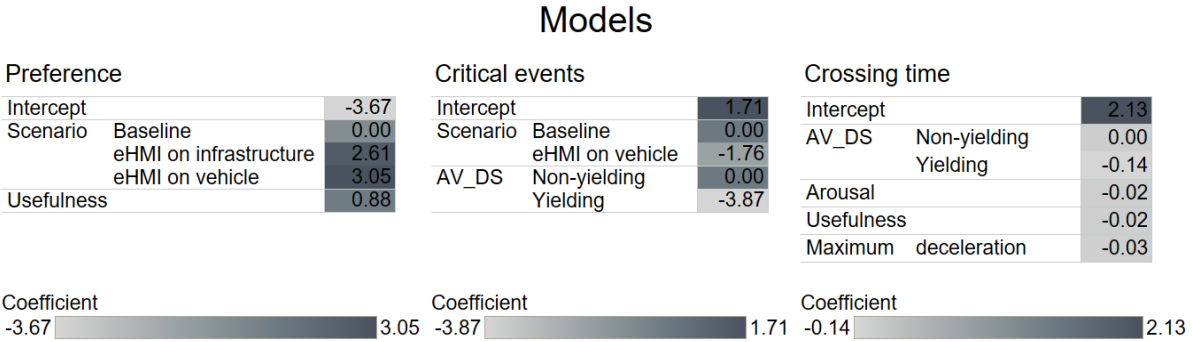 Models
Preference
Intercept -3.67
Scenario Baseline 0.00
eHMI on infrastructure 2.61
eHMI on vehicle 3.05
Usefulness 0.88
Coefficient
-3.67 3.05
Critical events
Intercept 1.71
Scenario Baseline 0.00
eHMI on vehicle -1.76
AV_DS Non-yielding 0.00
Yielding -3.87
Coefficient
-3.87 1.71
Crossing time
Intercept 2.13
AV_DS Non-yielding 0.00
Yielding -0.14
Arousal -0.02
Usefulness -0.02
Maximum deceleration -0.03
Coefficient
-0.14 2.13